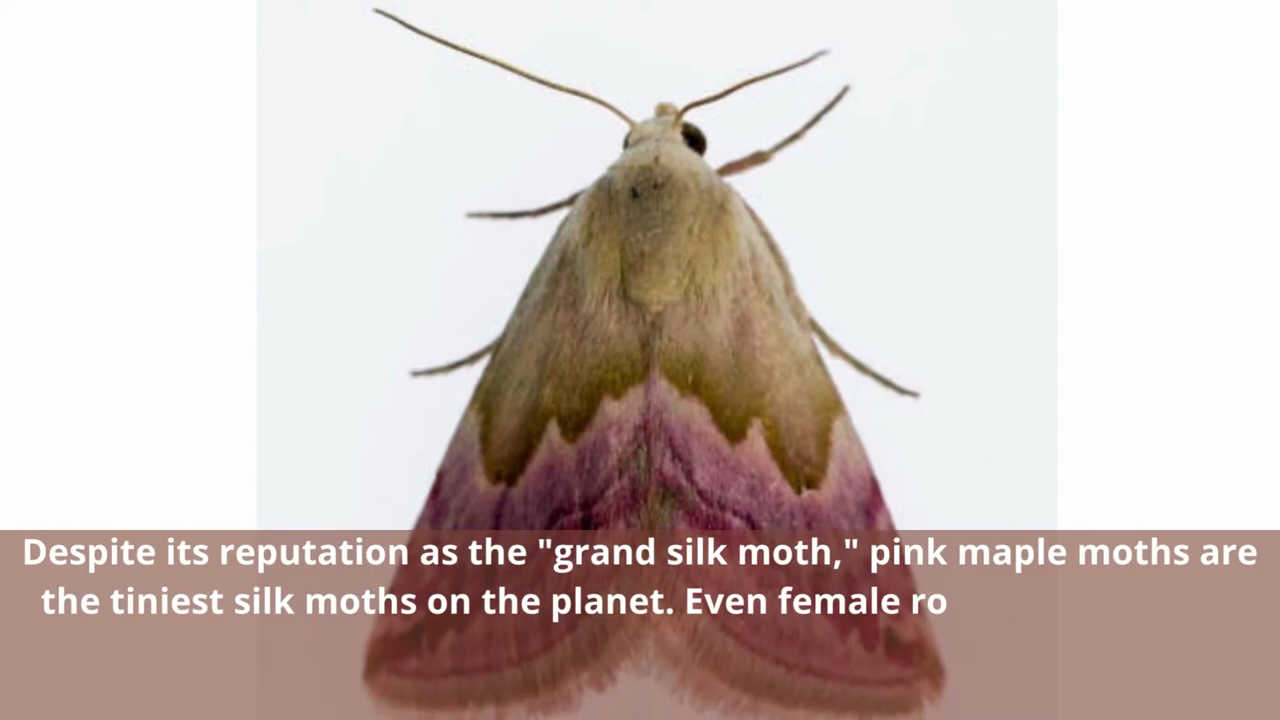 Despite its reputation as the "grand silk moth," pink maple moths are
the tiniest silk moths on the planet. Even female ro